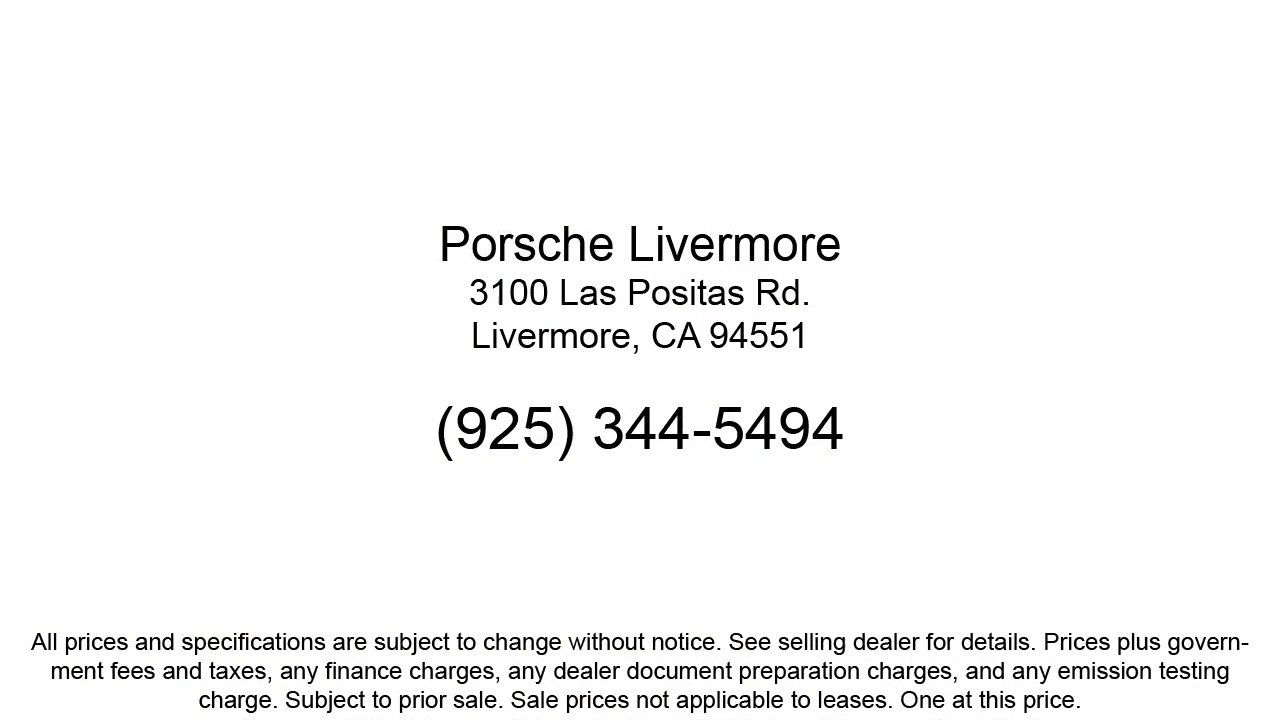 Porsche Livermore
3100 Las Positas Rd.
Livermore, CA 94551
(925) 344-5494
All prices and specifications are subject to change without notice. See selling dealer for details. Prices plus govern-
ment fees and taxes, any finance charges, any dealer document preparation charges, and any emission testing
charge. Subject to prior sale. Sale prices not applicable to leases. One at this price.